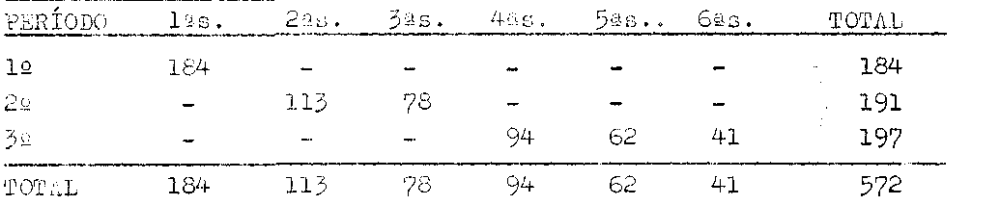 PERÍODO 1ªs. 2ªs. 3ªs. 4ªs. 5ªs.. 6ªs. TOTAL
1º 184 - - - - - 184
2º - 113 78 - - - 191
3º - - - 94 62 41 197
TOTAL 184 113 78 94 62 41 572